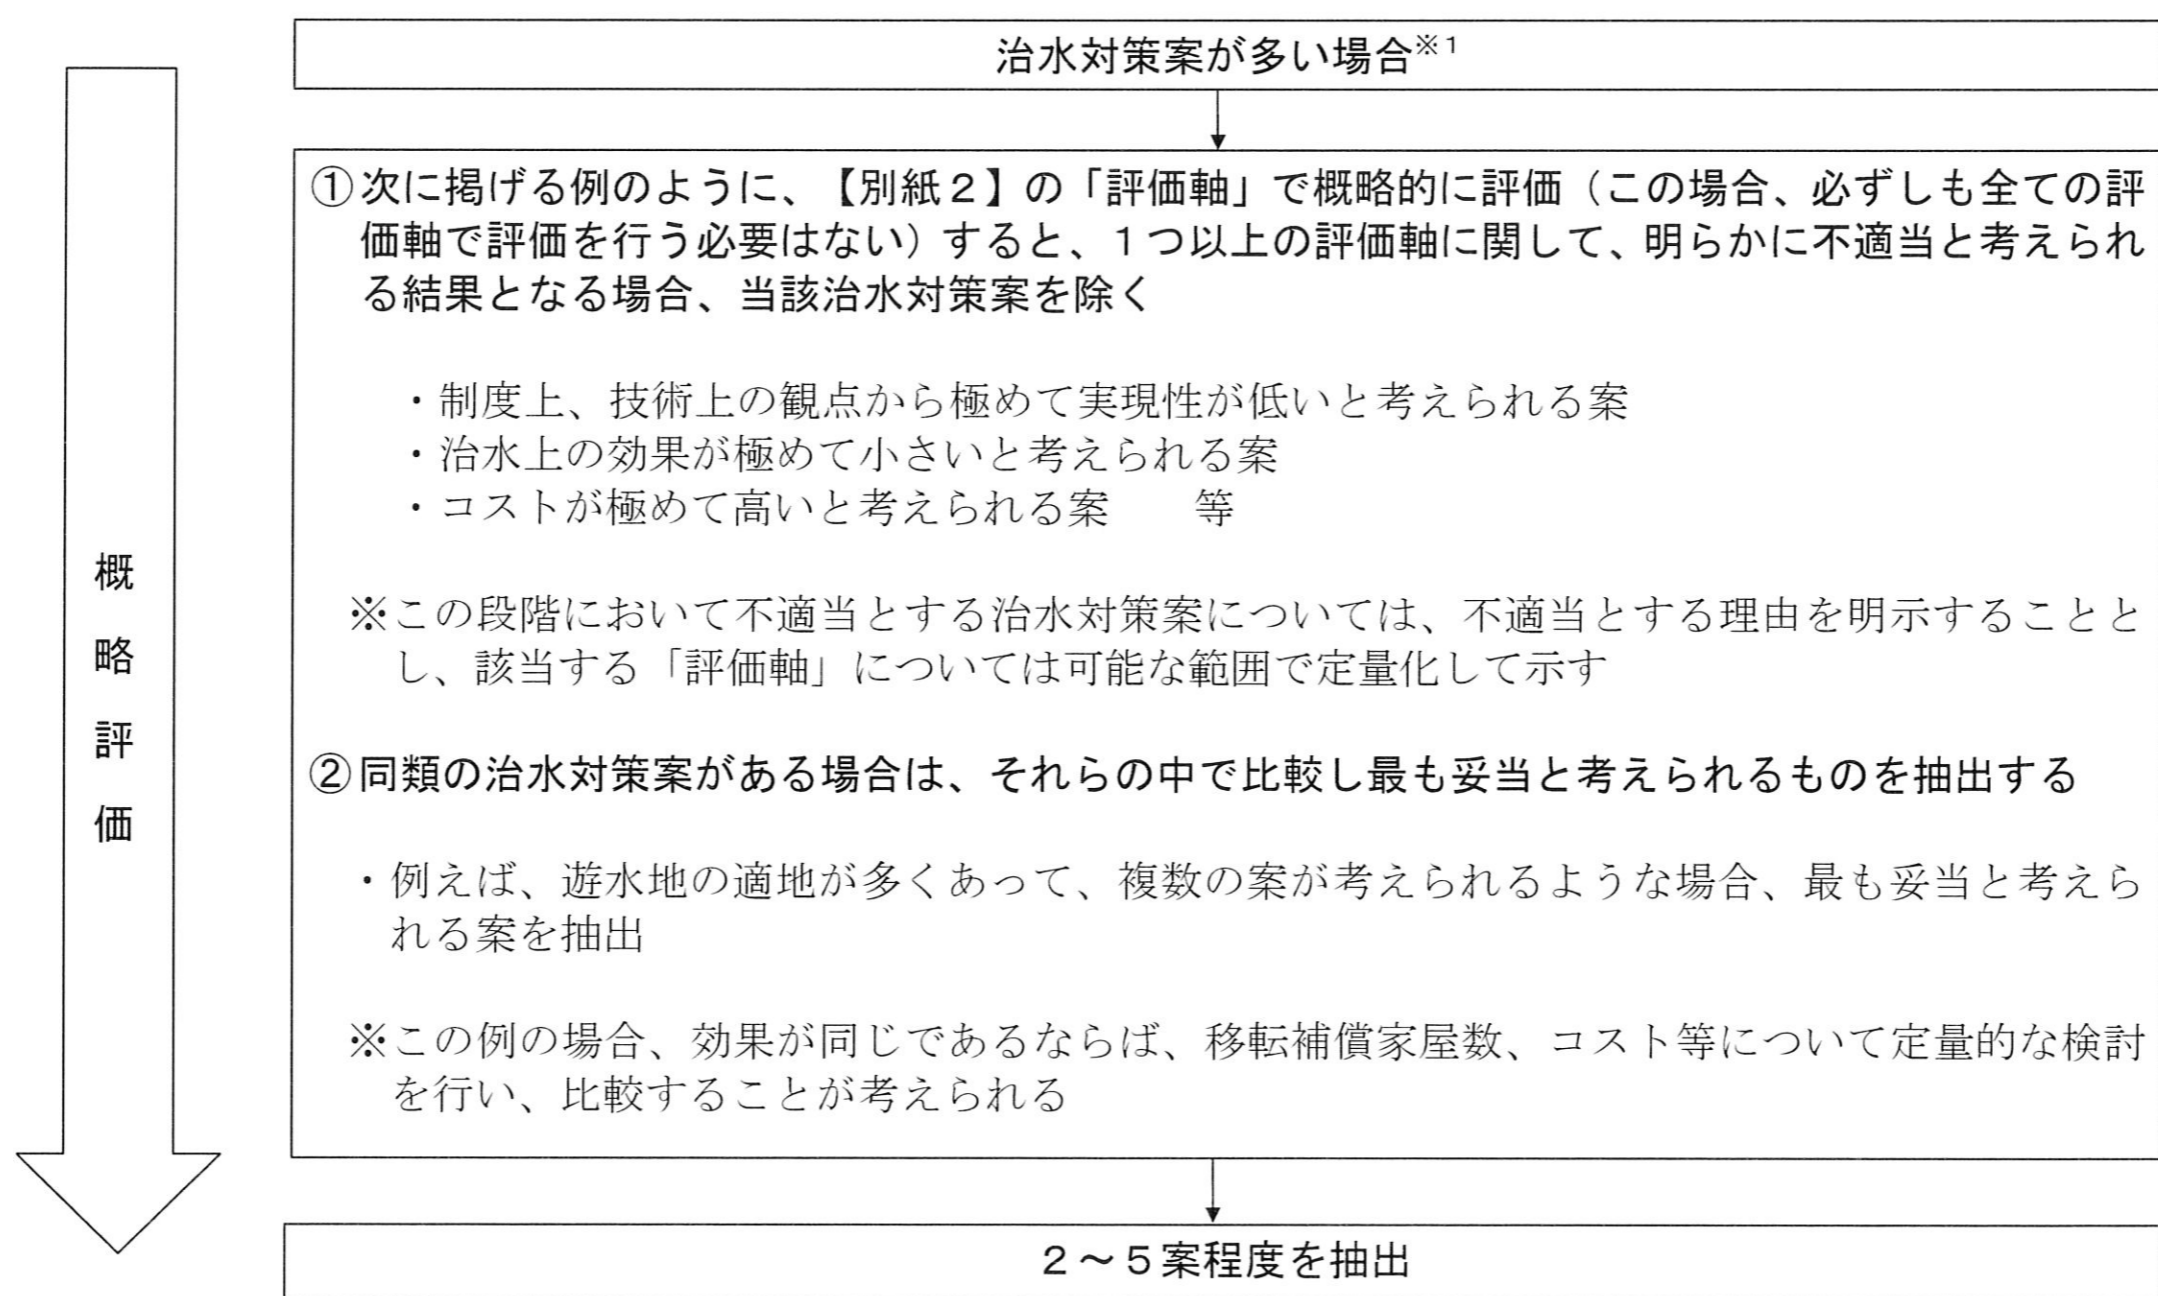 治水対策案が多い場合※1
①次に掲げる例のように、【別紙２】の「評価軸」で概略的に評価（この場合、必ずしも全ての評
価軸で評価を行う必要はない）すると、１つ以上の評価軸に関して、明らかに不適当と考えられ
る結果となる場合、当該治水対策案を除く
・制度上、技術上の観点から極めて実現性が低いと考えられる案
・治水上の効果が極めて小さいと考えられる案
・コストが極めて高いと考えられる案　　等
※この段階において不適当とする治水対策案については、不適当とする理由を明示することと
し、該当する「評価軸」については可能な範囲で定量化して示す
②同類の治水対策案がある場合は、それらの中で比較し最も妥当と考えられるものを抽出する
・例えば、遊水地の適地が多くあって、複数の案が考えられるような場合、最も妥当と考えら
れる案を抽出
※この例の場合、効果が同じであるならば、移転補償家屋数、コスト等について定量的な検討
を行い、比較することが考えられる
２～５案程度を抽出
概略評価